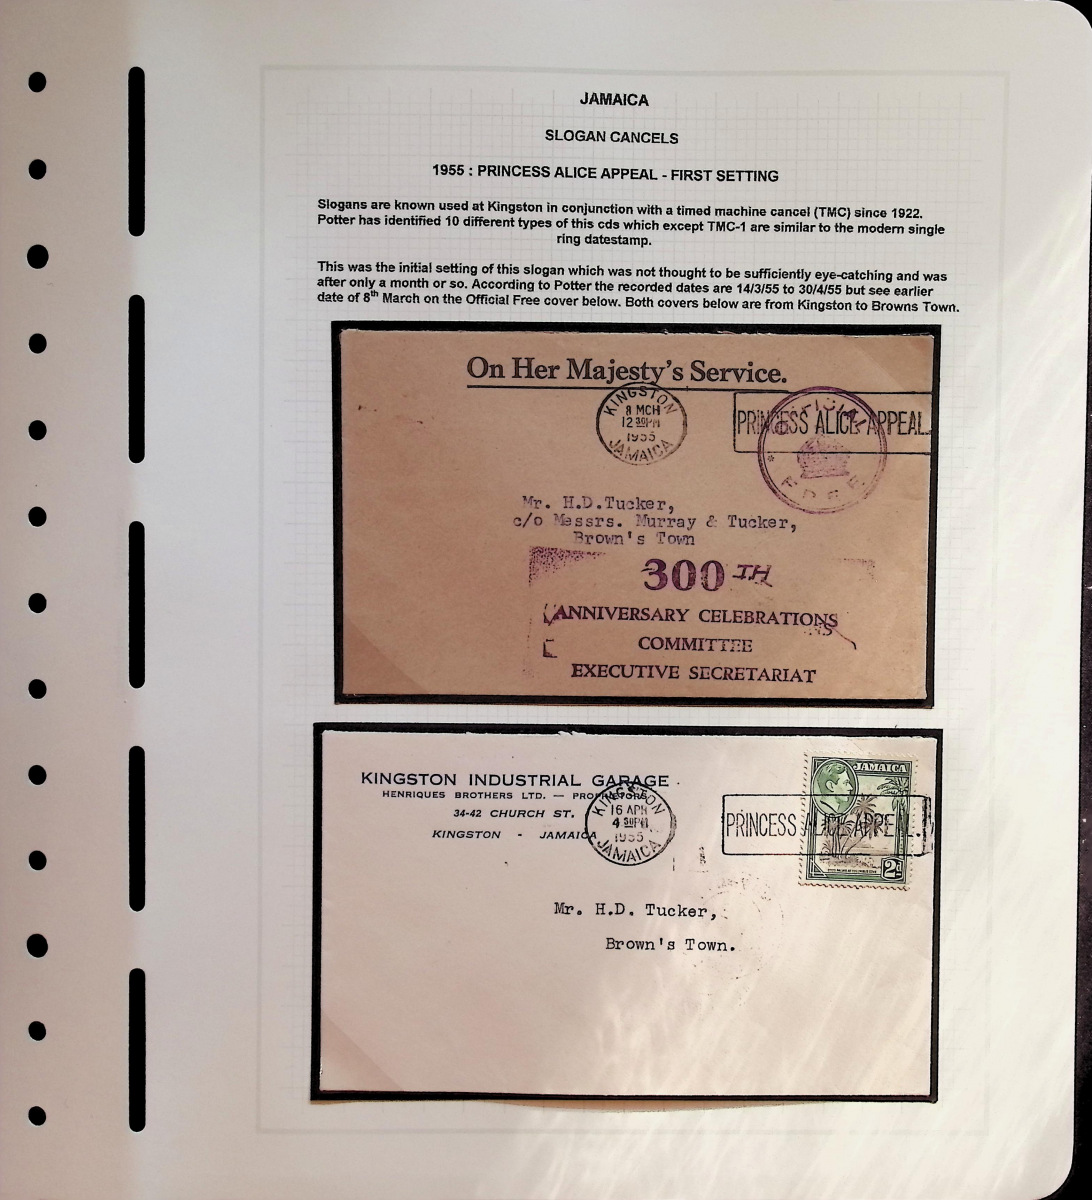 JAMAICA
SLOGAN CANCELS
1955 : PRINCESS ALICE APPEAL - FIRST SETTING
Slogans are known used at Kingston in conjunction with a timed machine cancel (TMC) since 1922.
Potter has identified 10 different types of this cds which except TMC-1 are similar to the modern single
ring datestamp.
This was the initial setting of this slogan which was not thought to be sufficiently eye-catching and was
after only a month or so. According to Potter the recorded dates are 14/3/55 to 30/4/55 but see earlier
date of 8th March on the Official Free cover below. Both covers below are from Kingston to Browns Town.
On Her Majesty's Service.
KINGSTON
8 MCH
12 30PM
1955
JAMAICA
PRINCESS ALICE APPEAL
OFFICIAL
FREE
Mr. H.D.Tucker,
c/o Messrs. Murray & Tucker,
Brown's Town
300 TH
ANNIVERSARY CELEBRATIONS
COMMITTEE
EXECUTIVE SECRETARIAT
KINGSTON INDUSTRIAL GARAGE
HENRIQUES BROTHERS LTD. — PROPRIETORS
34-42 CHURCH ST.
KINGSTON - JAMAICA
KINGSTON
16 APR
4 30PM
1955
JAMAICA
PRINCESS ALICE APPEAL
JAMAICA
2d
Mr. H.D. Tucker,
Brown's Town.